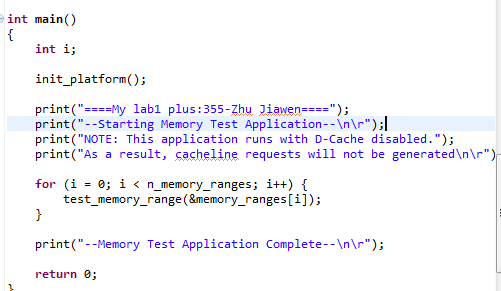 int main()
{
    int i;
    init_platform();
    print("====My lab1 plus:355-Zhu Jiawen====");
    print("--Starting Memory Test Application--\n\r");
    print("NOTE: This application runs with D-Cache disabled.");
    print("As a result, cacheline requests will not be generated\n\r")
    for (i = 0; i < n_memory_ranges; i++) {
        test_memory_range(&memory_ranges[i]);
    }
    print("--Memory Test Application Complete--\n\r");
    return 0;
}